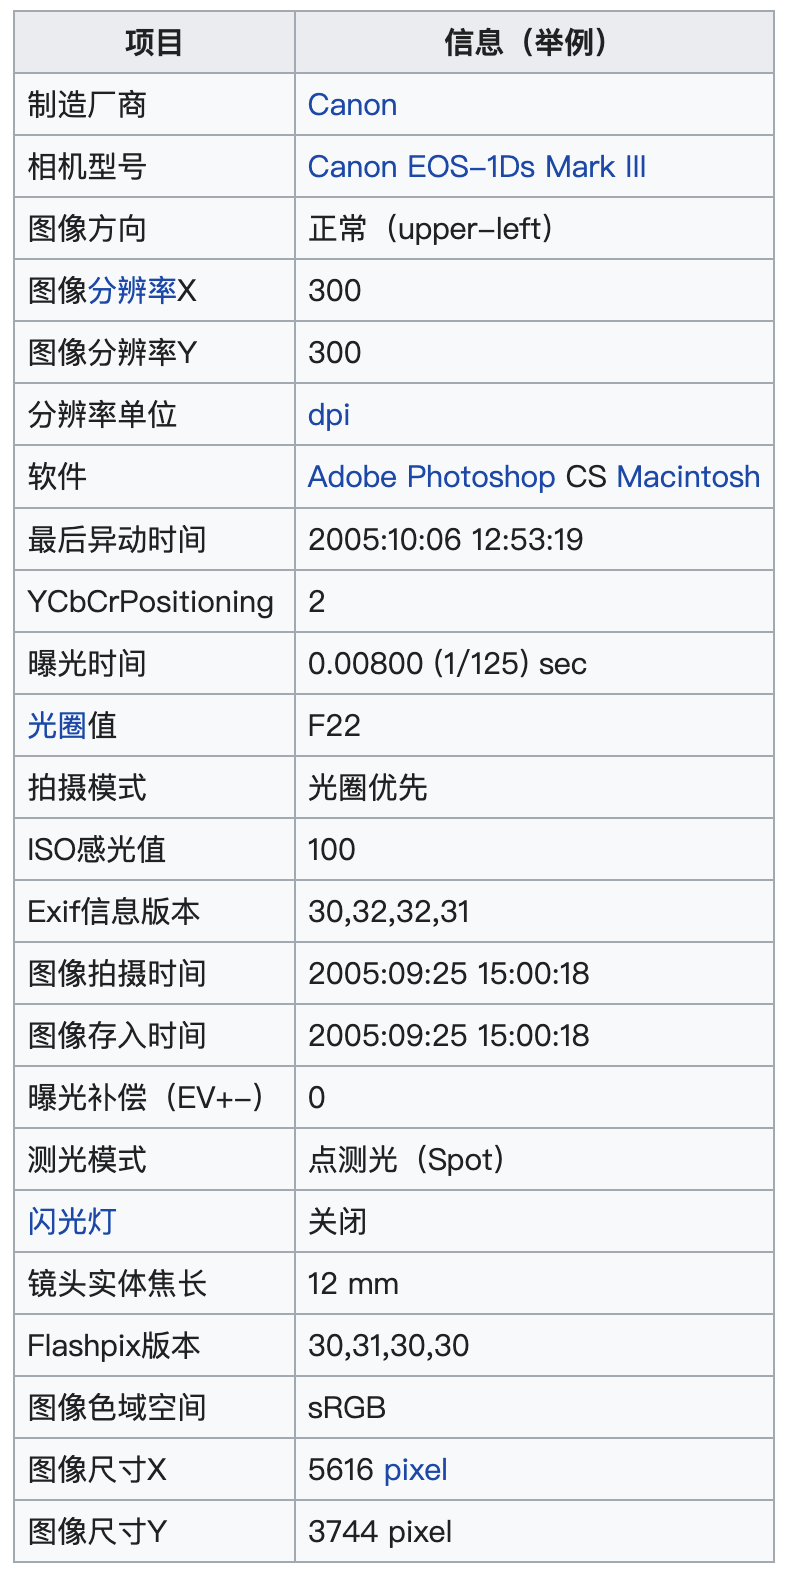 项目 信息（举例）
制造厂商 Canon
相机型号 Canon EOS-1Ds Mark III
图像方向 正常（upper-left）
图像分辨率X 300
图像分辨率Y 300
分辨率单位 dpi
软件 Adobe Photoshop CS Macintosh
最后异动时间 2005:10:06 12:53:19
YCbCrPositioning 2
曝光时间 0.00800 (1/125) sec
光圈值 F22
拍摄模式 光圈优先
ISO感光值 100
Exif信息版本 30,32,32,31
图像拍摄时间 2005:09:25 15:00:18
图像存入时间 2005:09:25 15:00:18
曝光补偿（EV+-） 0
测光模式 点测光（Spot）
闪光灯 关闭
镜头实体焦长 12 mm
Flashpix版本 30,31,30,30
图像色域空间 sRGB
图像尺寸X 5616 pixel
图像尺寸Y 3744 pixel